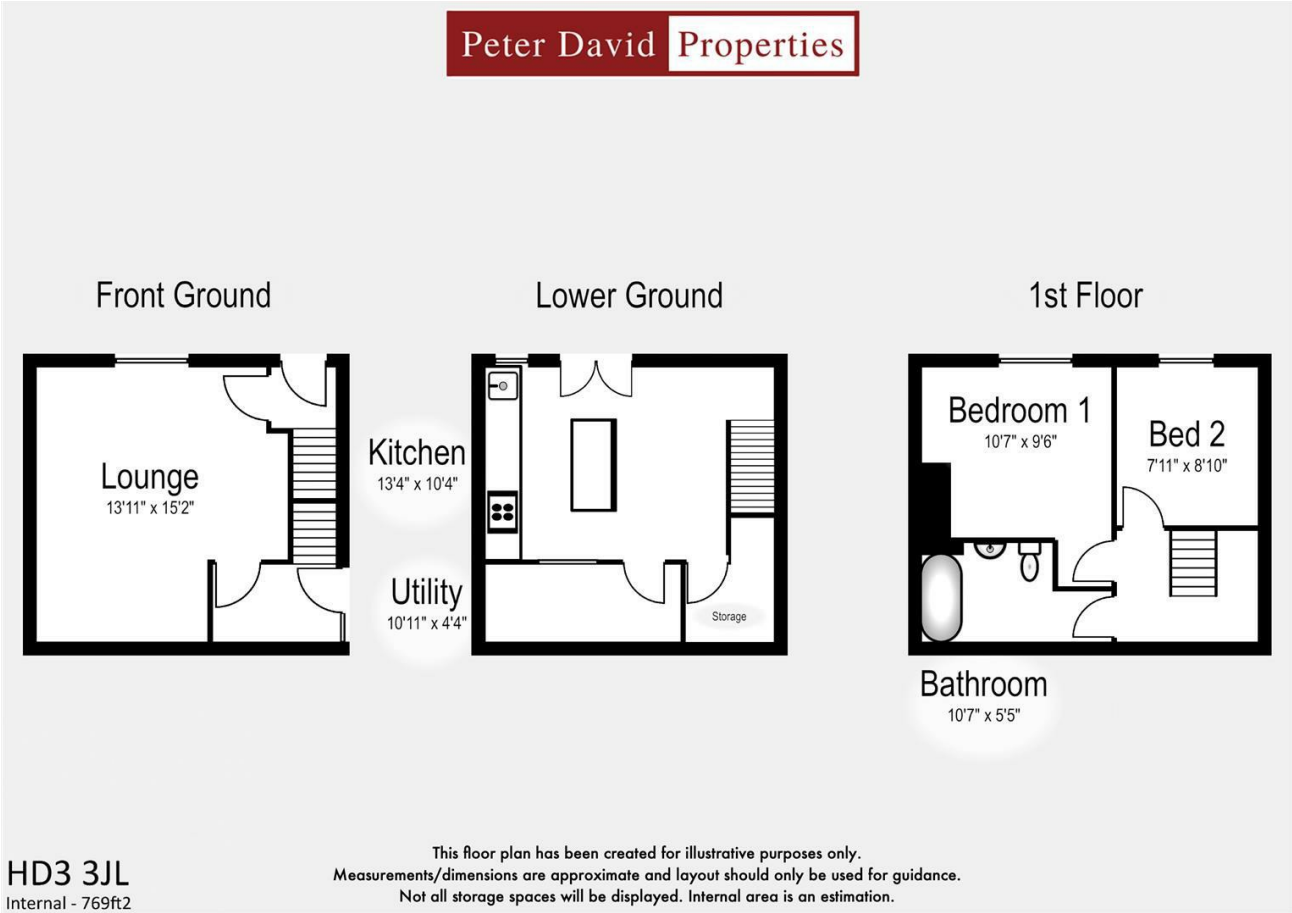 Peter David Properties
Front Ground
Lower Ground
1st Floor
Lounge
13'11" x 15'2"
Kitchen
13'4" x 10'4"
Utility
10'11" x 4'4"
Storage
Bedroom 1
10'7" x 9'6"
Bed 2
7'11" x 8'10"
Bathroom
10'7" x 5'5"
HD3 3JL
Internal - 769ft2
This floor plan has been created for illustrative purposes only.
Measurements/dimensions are approximate and layout should only be used for guidance.
Not all storage spaces will be displayed. Internal area is an estimation.